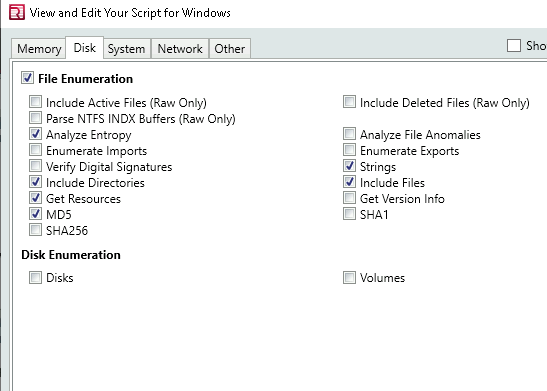 View and Edit Your Script for Windows
Memory Disk System Network Other Sho
File Enumeration
Include Active Files (Raw Only) Include Deleted Files (Raw Only)
Parse NTFS INDX Buffers (Raw Only)
Analyze Entropy Analyze File Anomalies
Enumerate Imports Enumerate Exports
Verify Digital Signatures Strings
Include Directories Include Files
Get Resources Get Version Info
MD5 SHA1
SHA256
Disk Enumeration
Disks Volumes